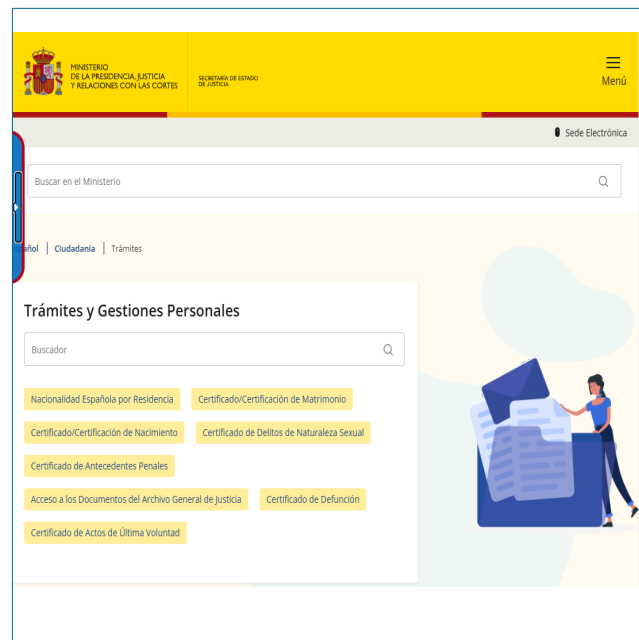 MINISTERIO
DE LA PRESIDENCIA, JUSTICIA
Y RELACIONES CON LAS CORTES
SECRETARÍA DE ESTADO
DE JUSTICIA
Menú
Sede Electrónica
Buscar en el Ministerio
Ciudadanía | Trámites
Trámites y Gestiones Personales
Buscador
Nacionalidad Española por Residencia Certificado/Certificación de Matrimonio
Certificado/Certificación de Nacimiento Certificado de Delitos de Naturaleza Sexual
Certificado de Antecedentes Penales
Acceso a los Documentos del Archivo General de Justicia Certificado de Defunción
Certificado de Actos de Última Voluntad